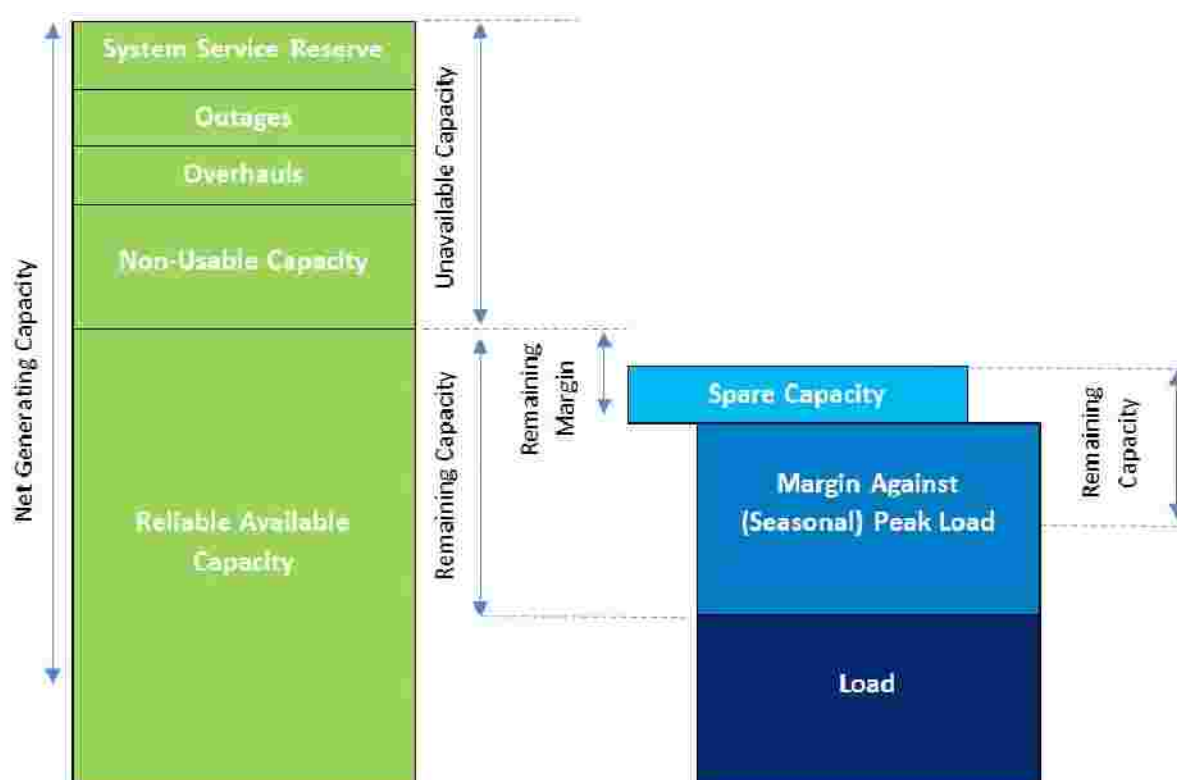 System Service Reserve
Outages
Overhauls
Non-Usable Capacity
Reliable Available
Capacity
Net Generating Capacity
Unavailable Capacity
Remaining Capacity
Remaining
Margin
Spare Capacity
Margin Against
(Seasonal) Peak Load
Load
Remaining
Capacity